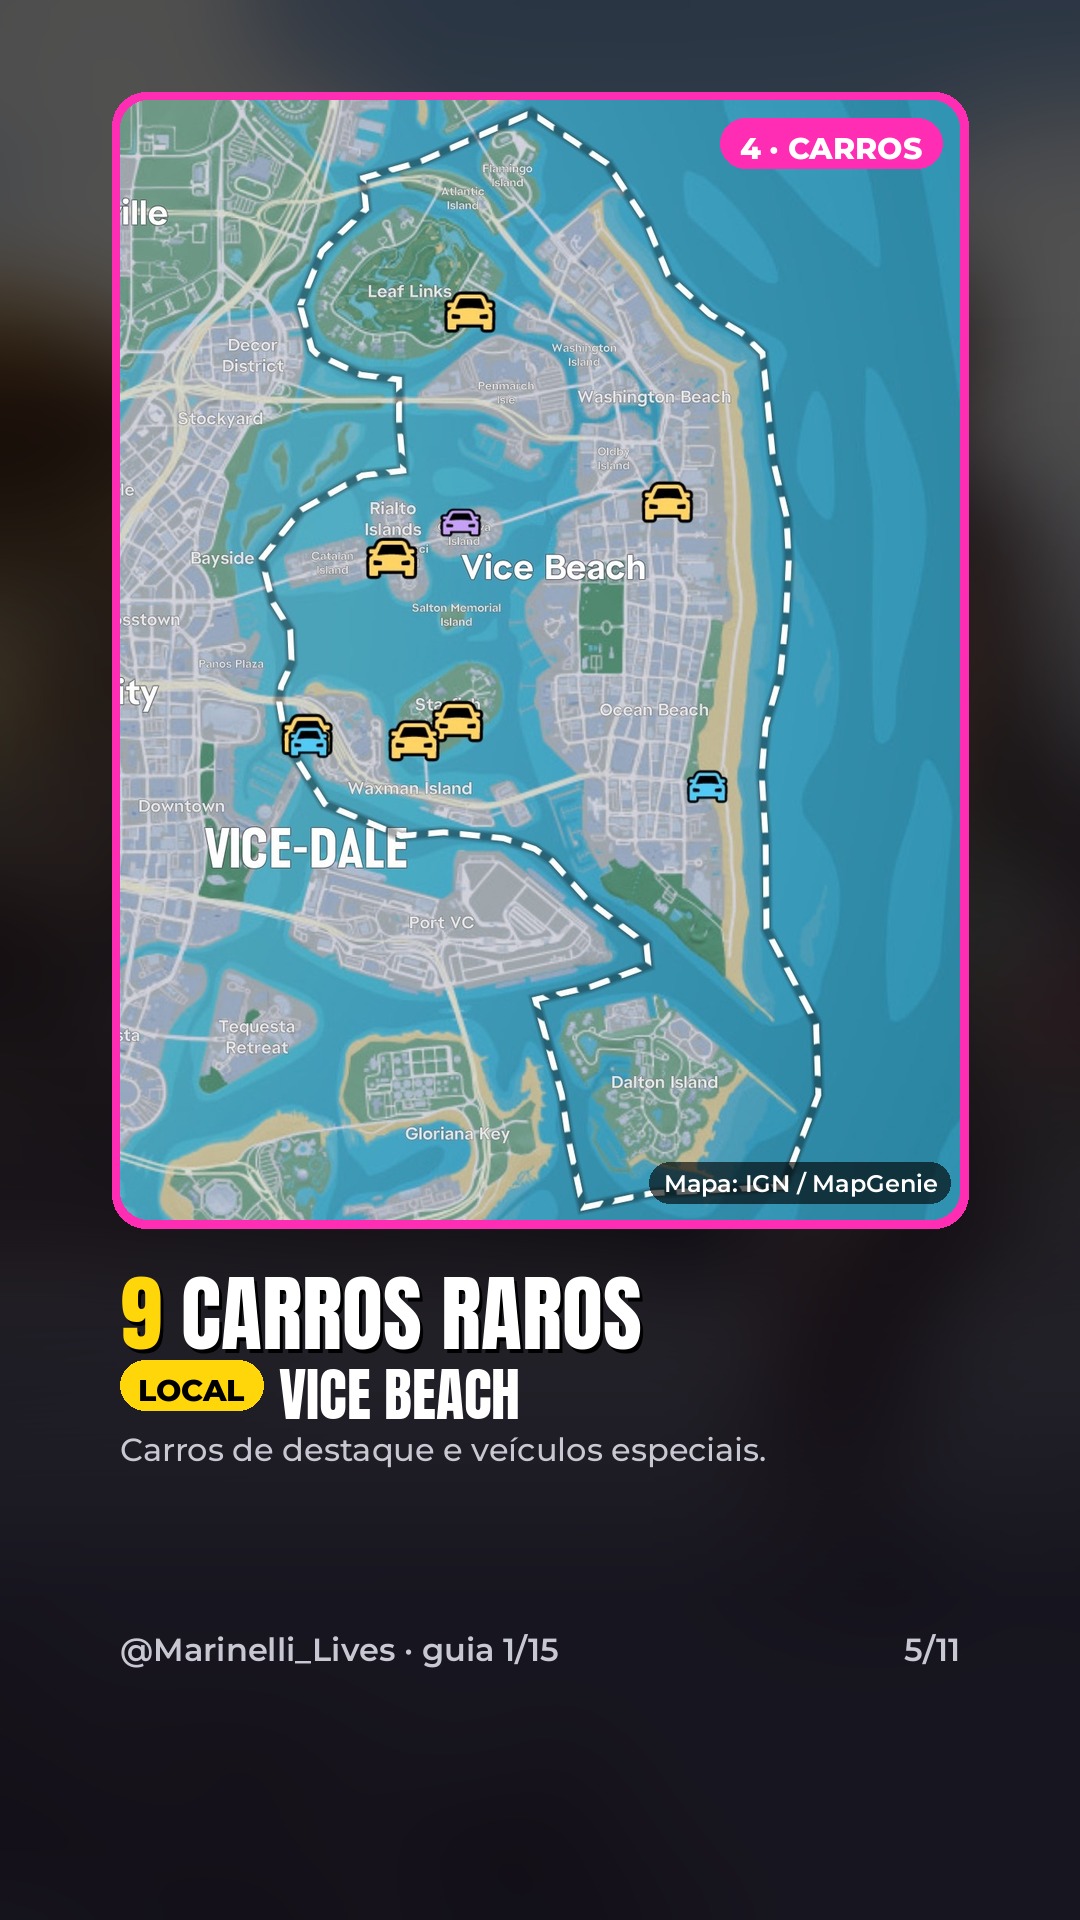 4 · CARROS
Flamingo
Island
Atlantic
Island
ille
Leaf Links
Decor
District
Washington
Island
Penmarch
Isle
Washington Beach
Stockyard
Oldby
Island
le
Rialto
Islands
Island
Catalan
Island
ci
Bayside
Vice Beach
Salton Memorial
Island
sstown
Panos Plaza
ity
Ocean Beach
Waxman Island
Downtown
VICE-DALE
Port VC
Tequesta
Retreat
sta
Dalton Island
Gloriana Key
Mapa: IGN / MapGenie
9 CARROS RAROS
LOCAL VICE BEACH
Carros de destaque e veículos especiais.
@Marinelli_Lives · guia 1/15
5/11